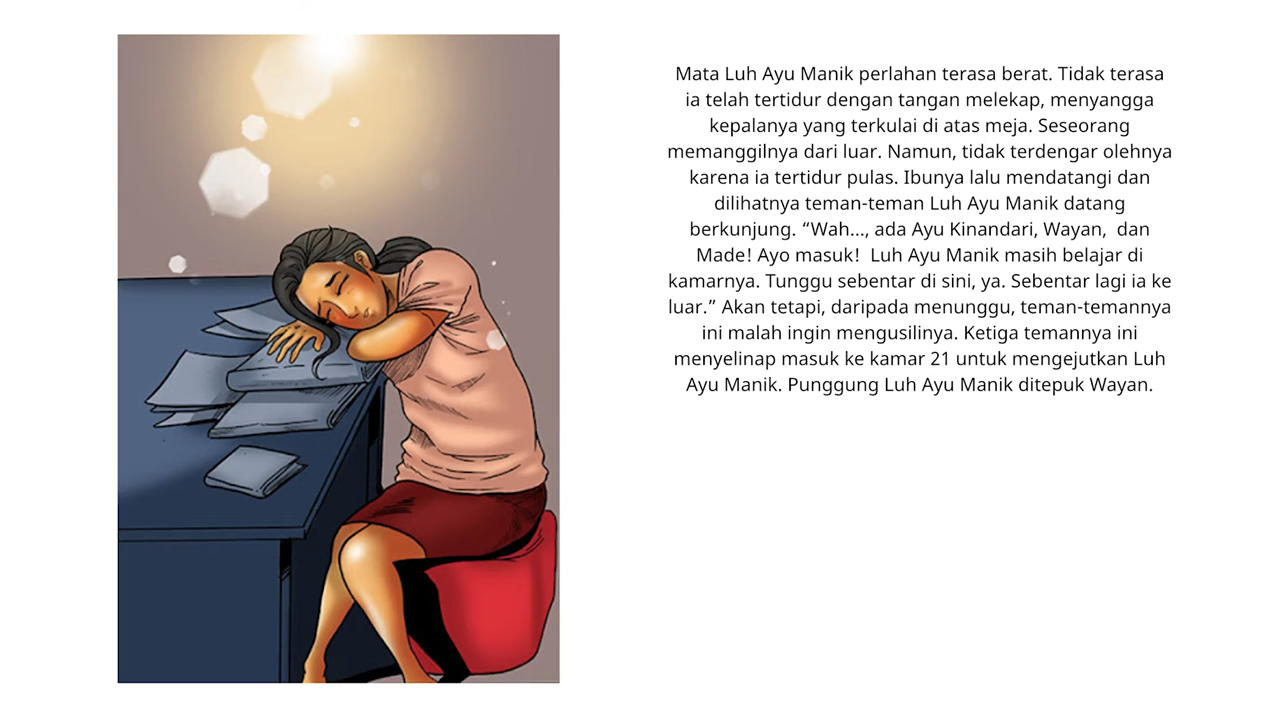 Mata Luh Ayu Manik perlahan terasa berat. Tidak terasa
ia telah tertidur dengan tangan melekap, menyangga
kepalanya yang terkulai di atas meja. Seseorang
memanggilnya dari luar. Namun, tidak terdengar olehnya
karena ia tertidur pulas. Ibunya lalu mendatangi dan
dilihatnya teman-teman Luh Ayu Manik datang
berkunjung. “Wah..., ada Ayu Kinandari, Wayan,  dan
Made! Ayo masuk!  Luh Ayu Manik masih belajar di
kamarnya. Tunggu sebentar di sini, ya. Sebentar lagi ia ke
luar.” Akan tetapi, daripada menunggu, teman-temannya
ini malah ingin mengusilinya. Ketiga temannya ini
menyelinap masuk ke kamar 21 untuk mengejutkan Luh
Ayu Manik. Punggung Luh Ayu Manik ditepuk Wayan.